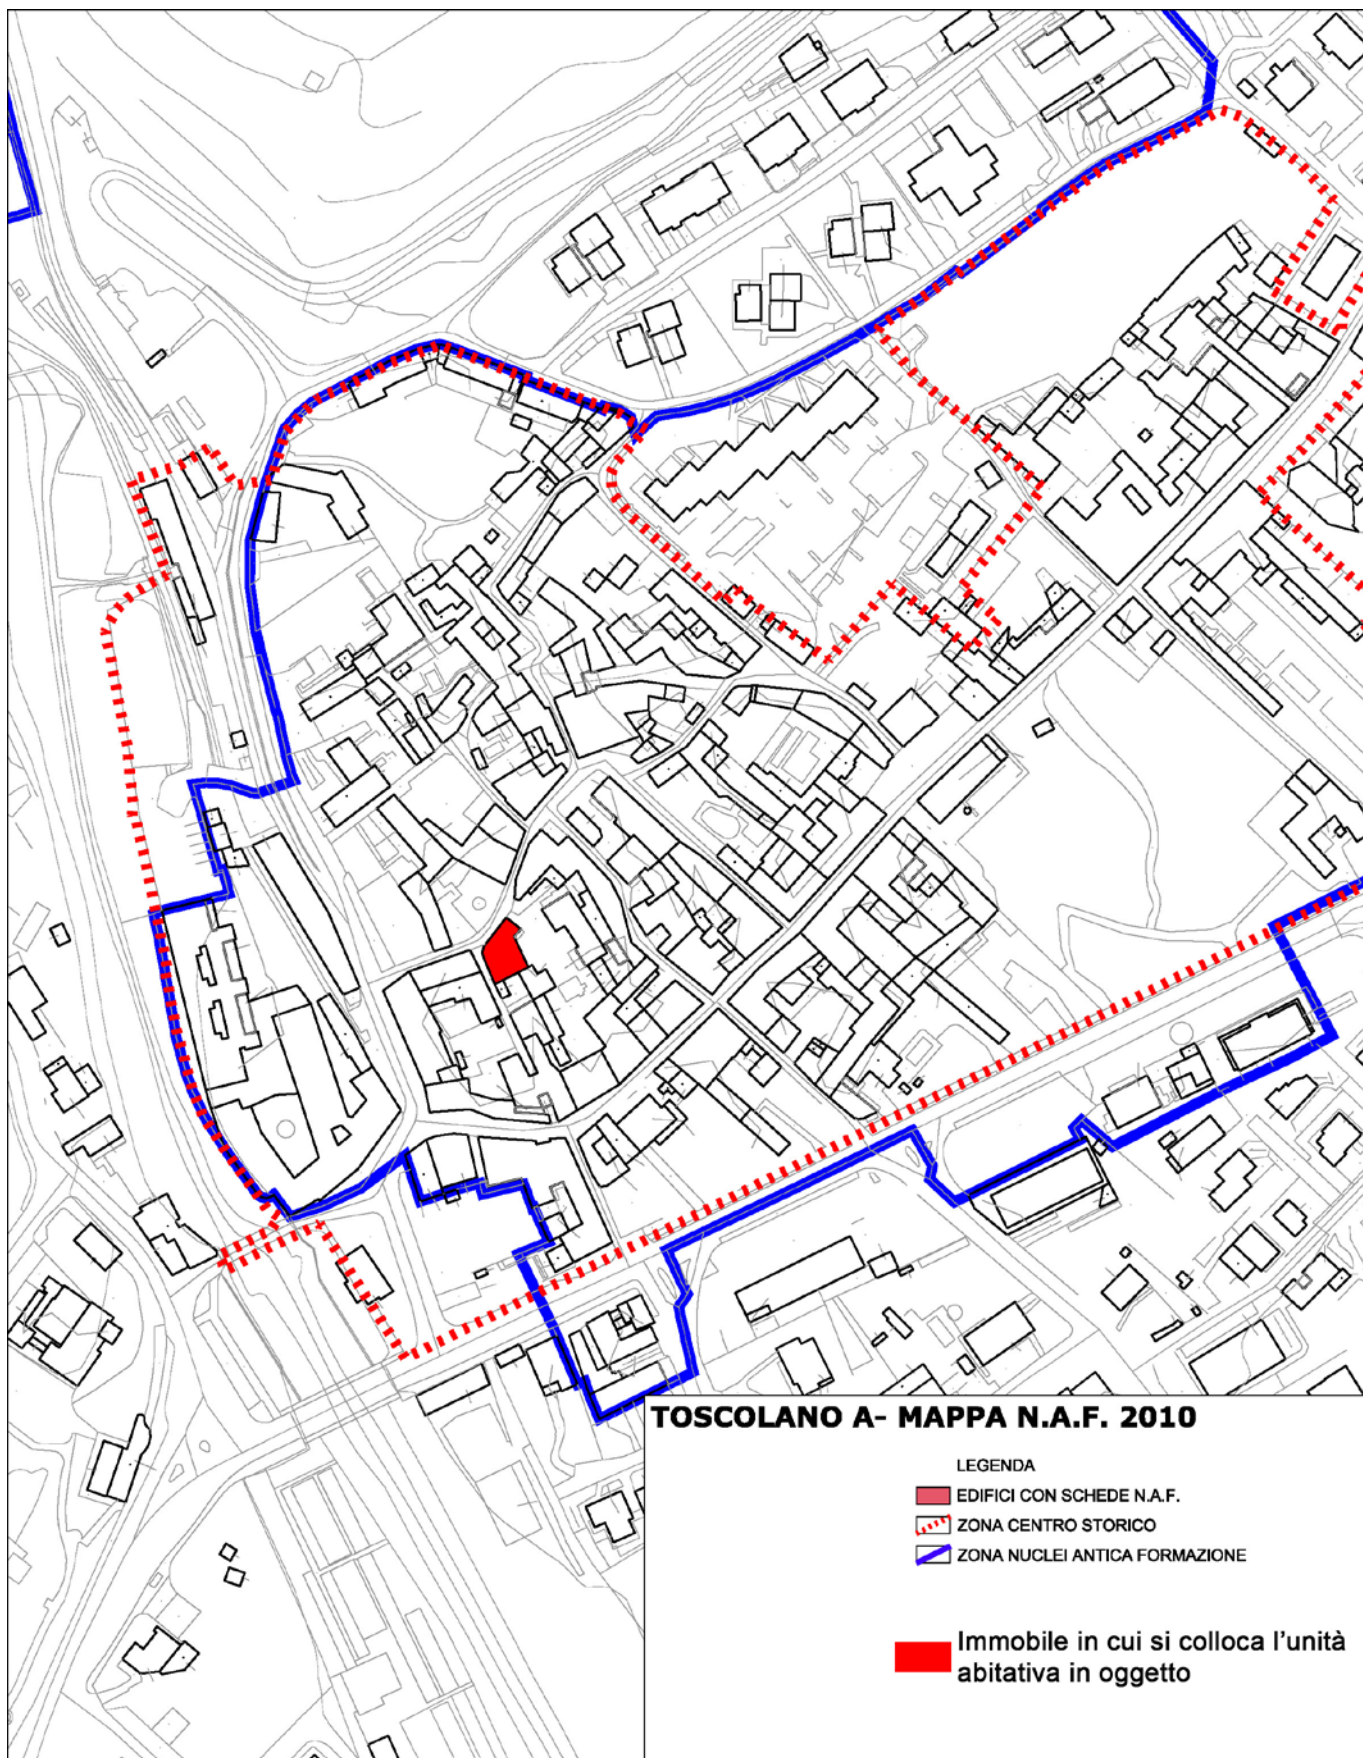 TOSCOLANO A- MAPPA N.A.F. 2010
LEGENDA
EDIFICI CON SCHEDE N.A.F.
ZONA CENTRO STORICO
ZONA NUCLEI ANTICA FORMAZIONE
Immobile in cui si colloca l'unità
abitativa in oggetto